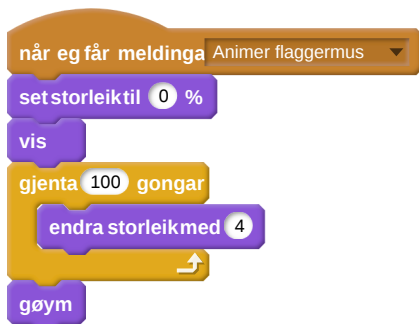 når eg får meldinga Animer flaggermus
set storleik til 0 %
vis
gjenta 100 gongar
endra storleik med 4
gøym